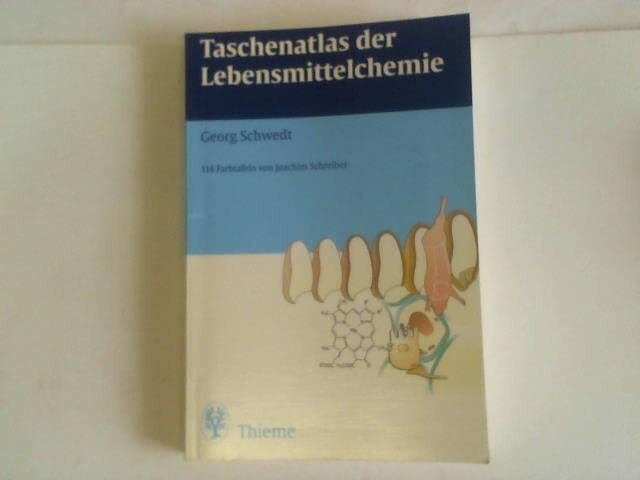 Taschenatlas der
Lebensmittelchemie
Georg Schwedt
114 Farbtafeln von Joachim Schreiber
Thieme